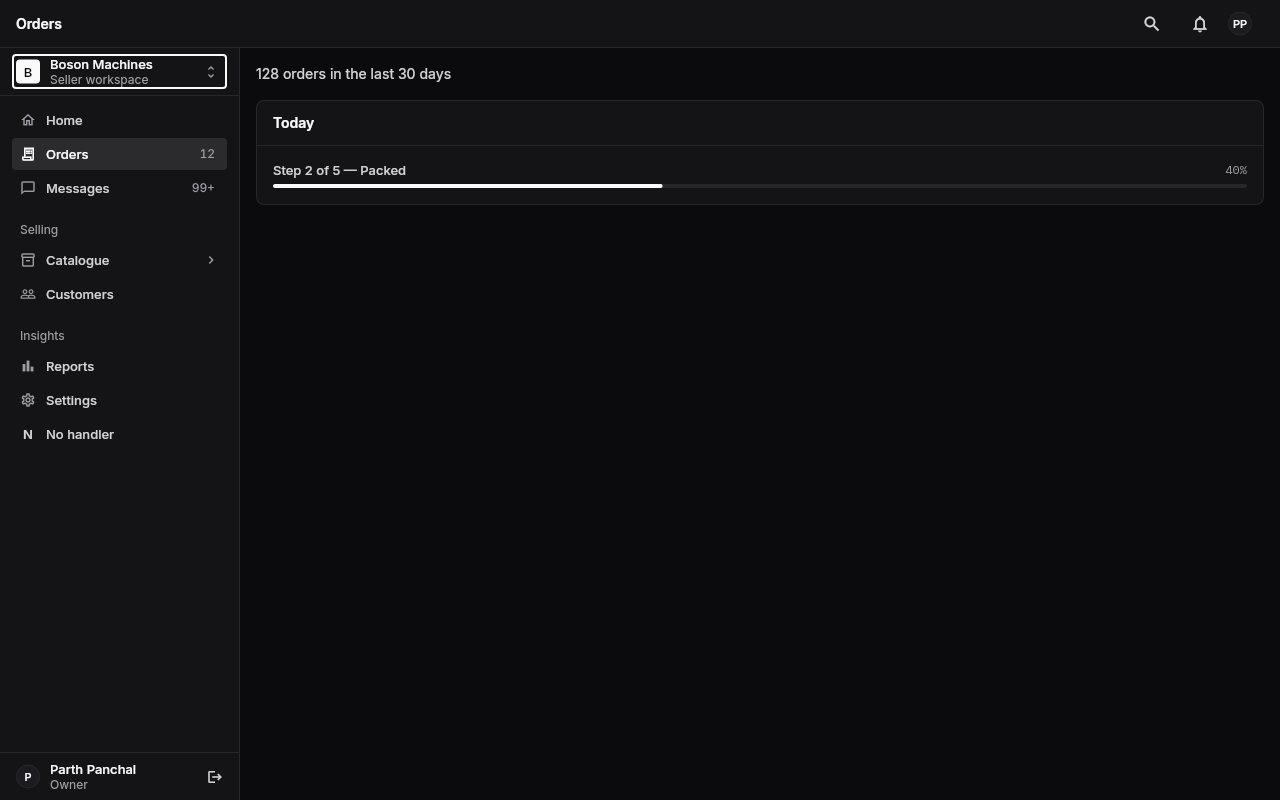 Orders
PP
B
Boson Machines
Seller workspace
Home
Orders 12
Messages 99+
Selling
Catalogue
Customers
Insights
Reports
Settings
N No handler
P
Parth Panchal
Owner
128 orders in the last 30 days
Today
Step 2 of 5 — Packed 40%